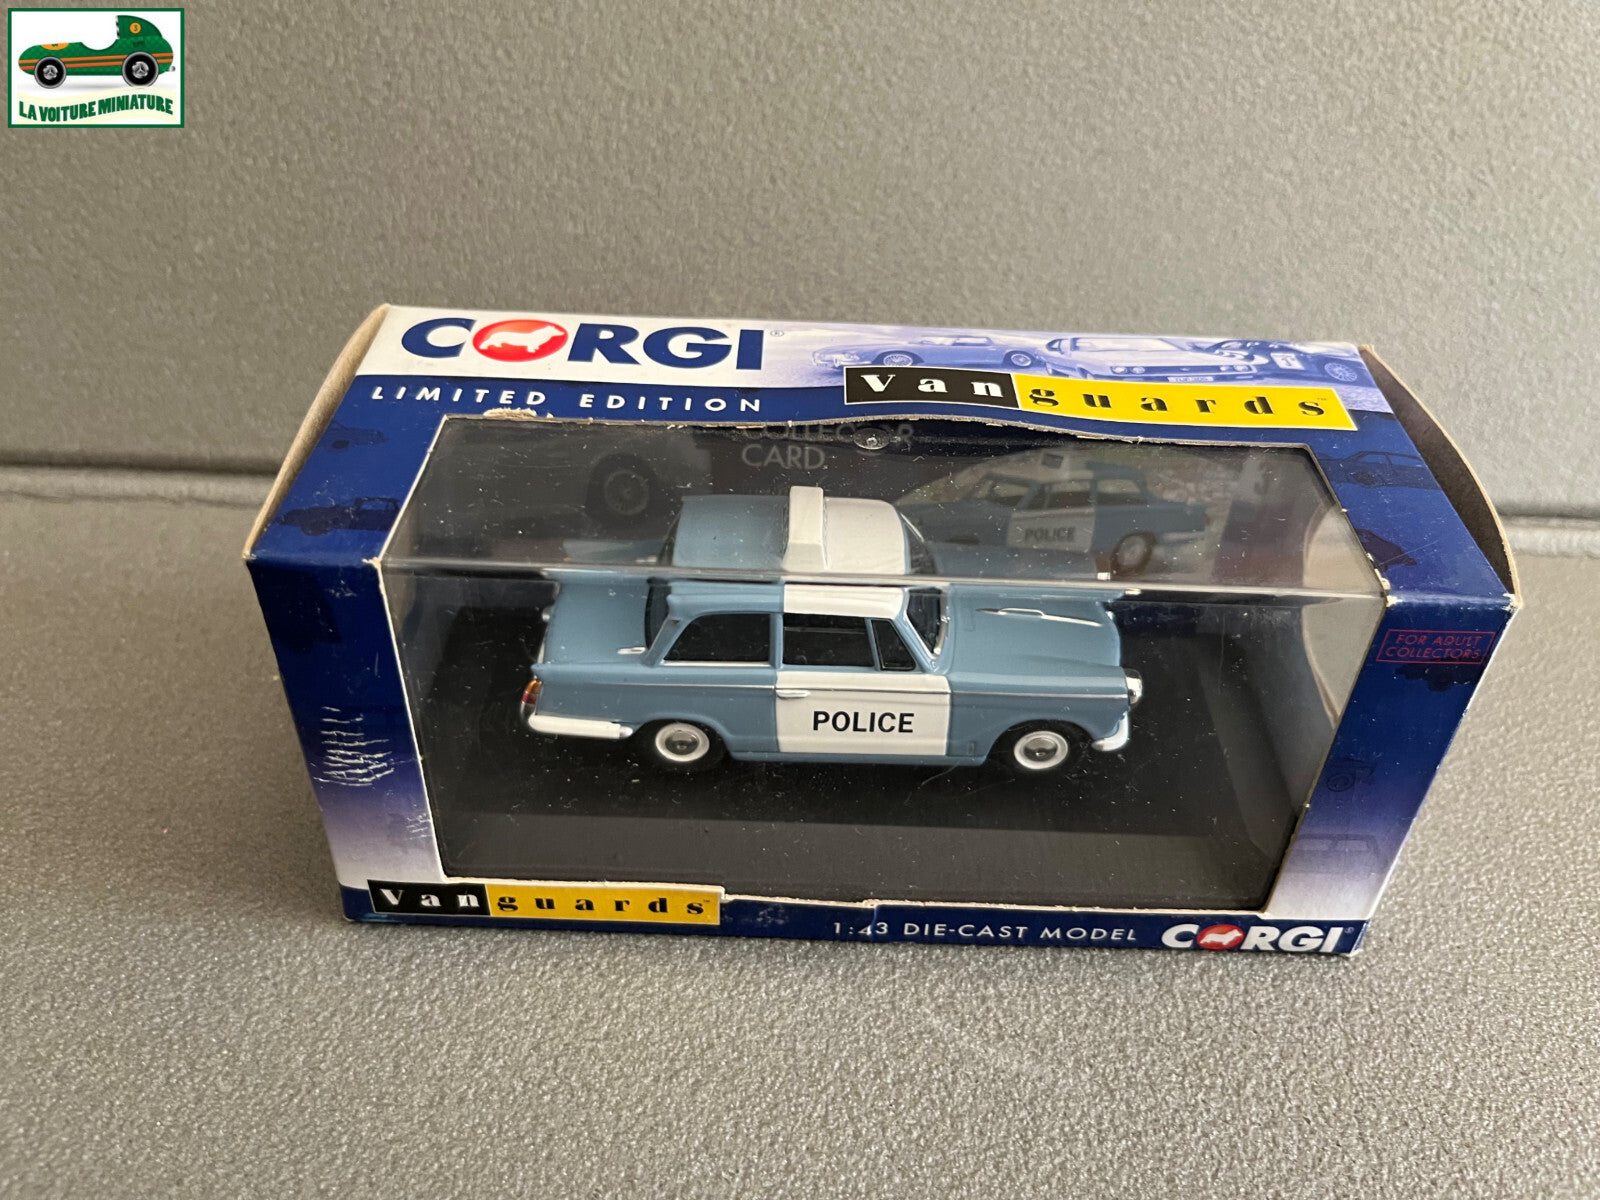 LA VOITURE MINIATURE
CORGI
LIMITED EDITION
Vanguards
COLLECTOR
CARD
POLICE
POLICE
FOR ADULT
COLLECTORS
Vanguards
1:43 DIE-CAST MODEL CORGI